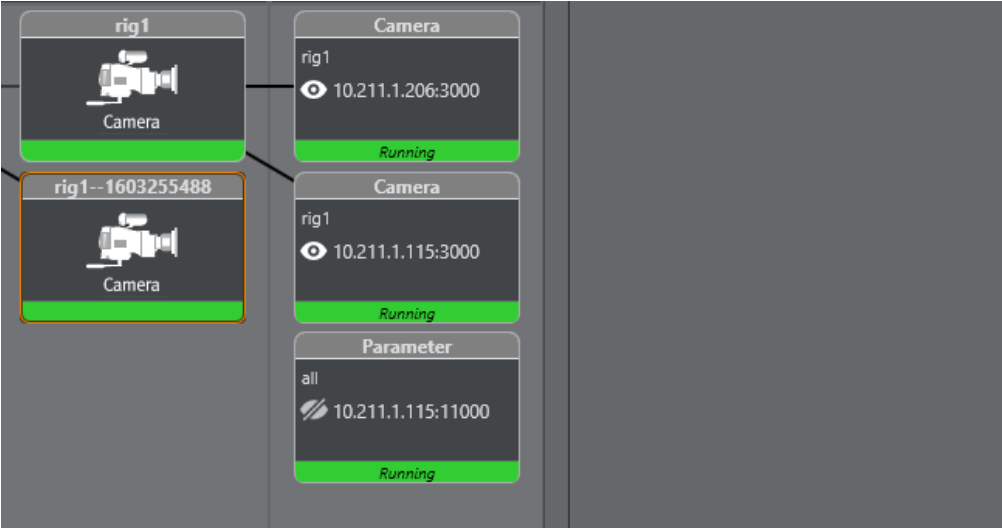 rig1
Camera
rig1--1603255488
Camera
Camera
rig1
10.211.1.206:3000
Running
Camera
rig1
10.211.1.115:3000
Running
Parameter
all
10.211.1.115:11000
Running